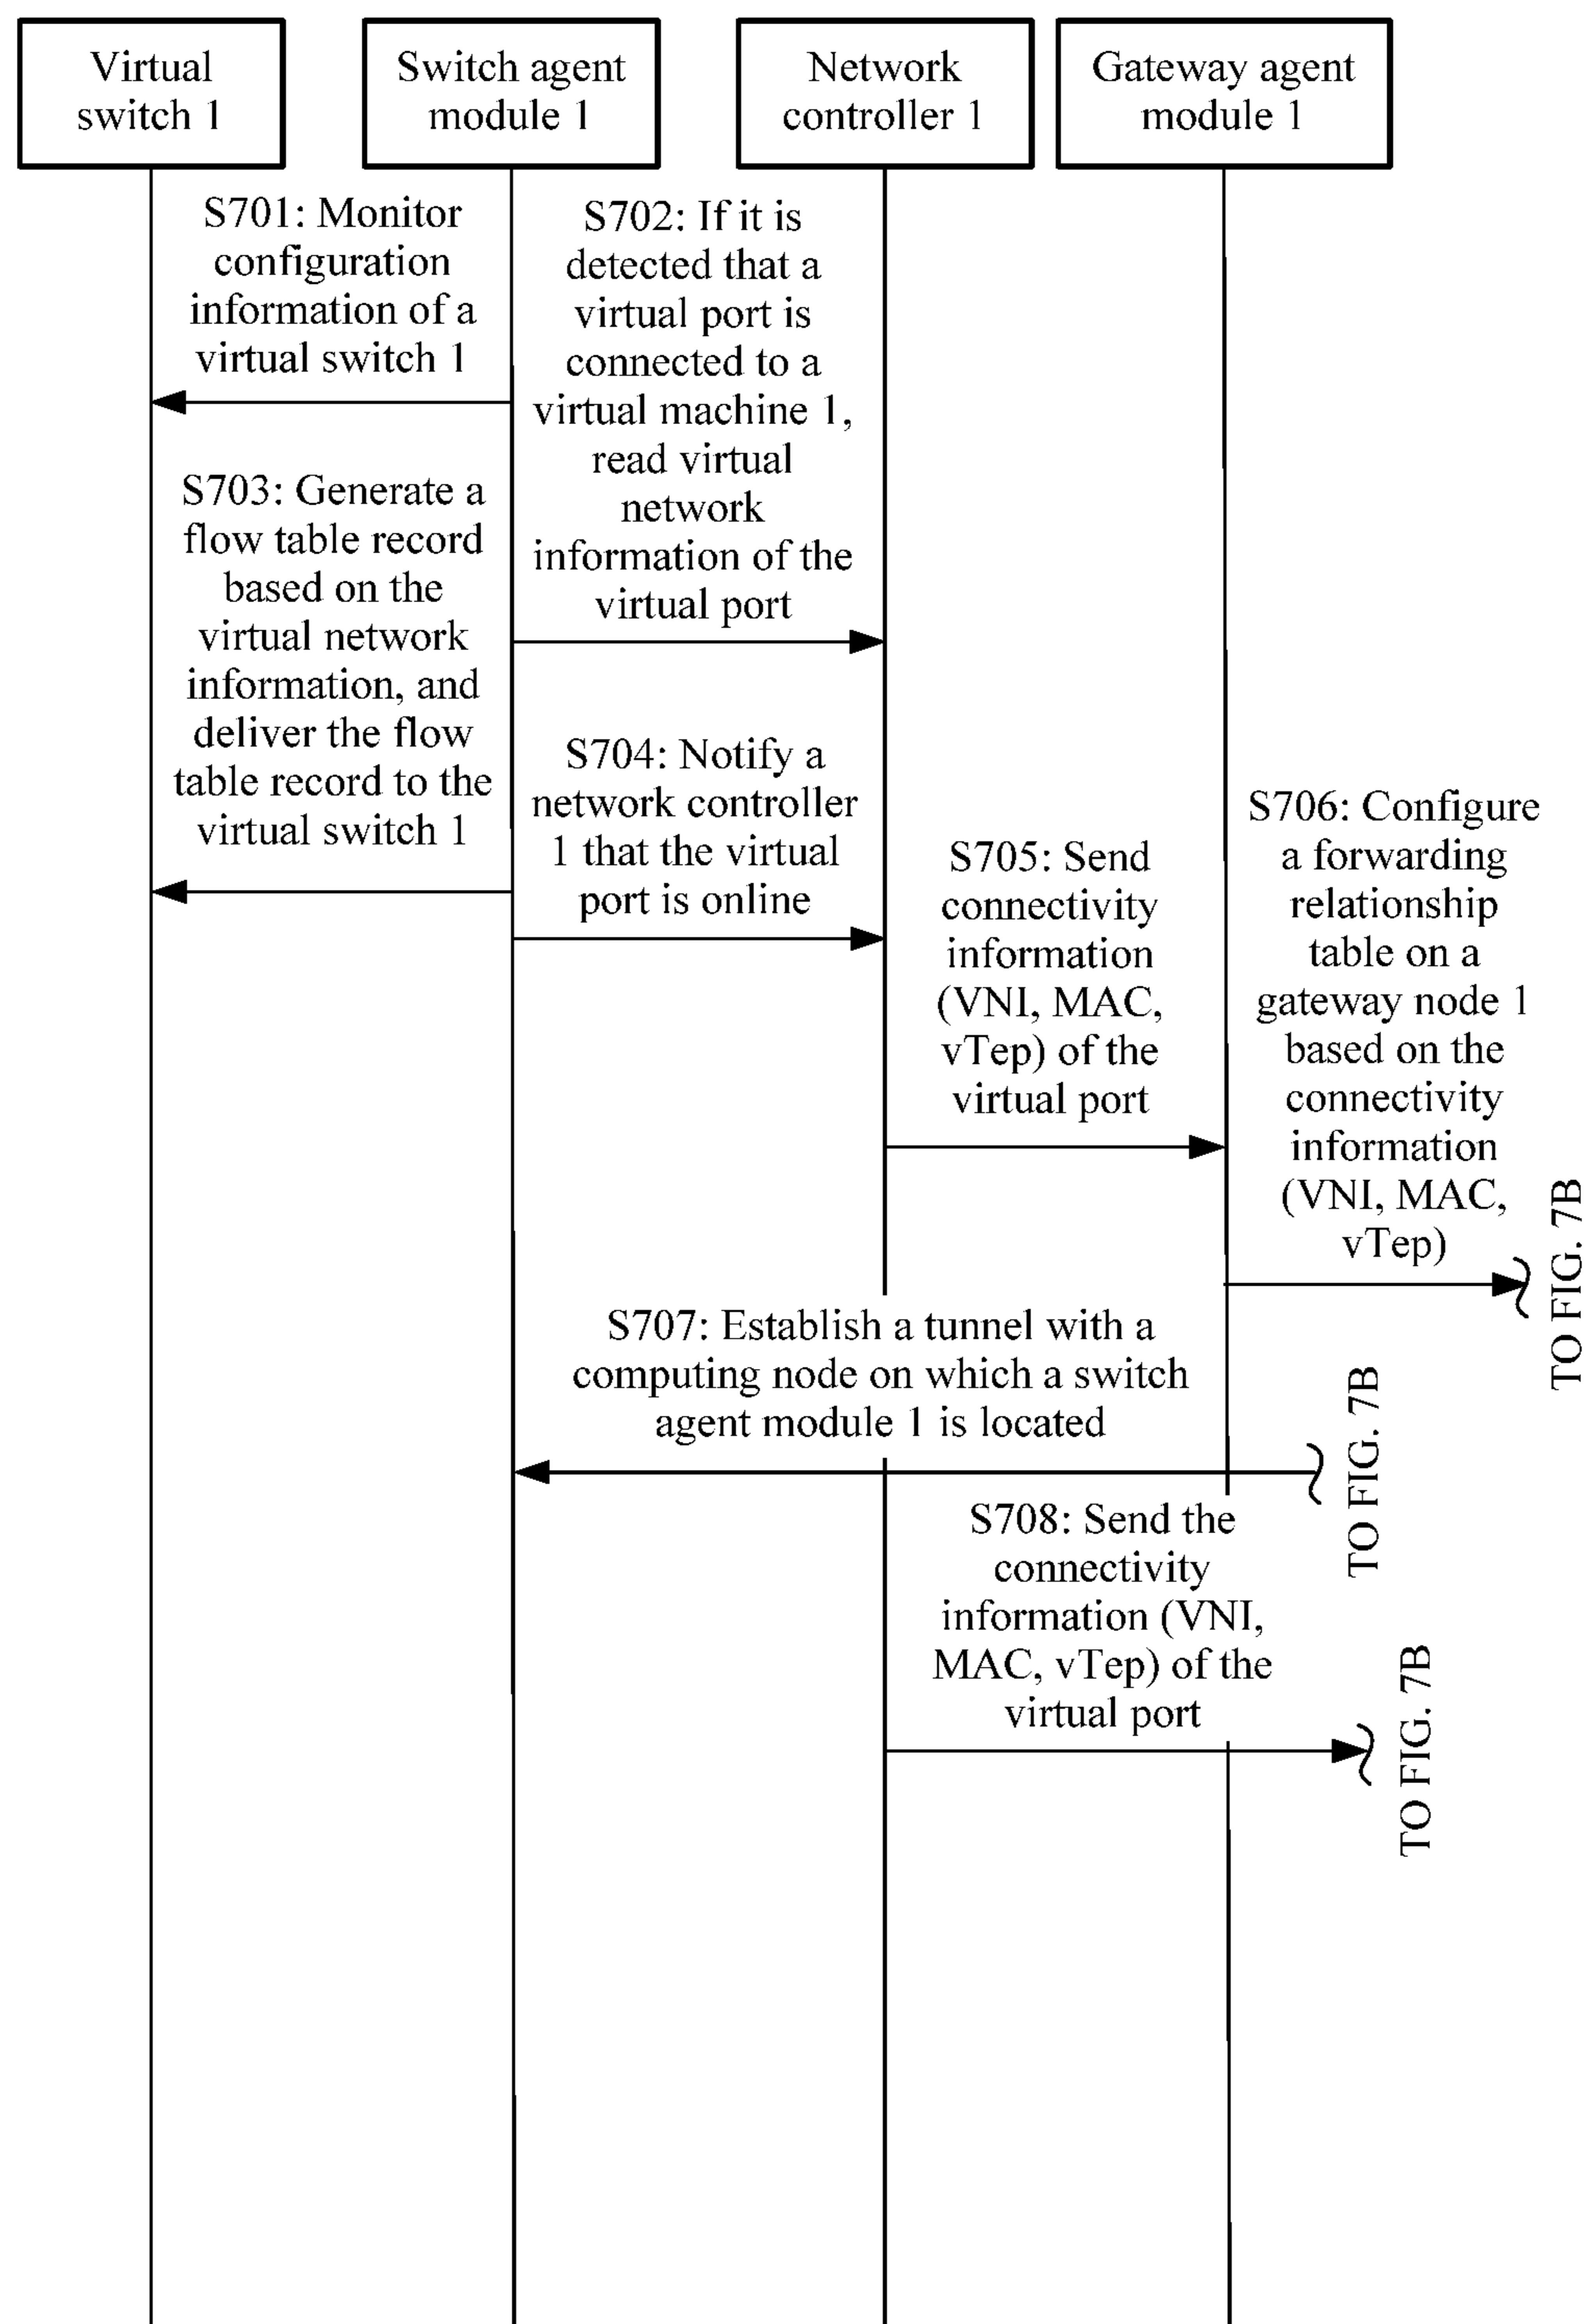 Virtual
switch 1
Switch agent
module 1
Network
controller 1
Gateway agent
module 1
S701: Monitor
configuration
information of a
virtual switch 1
S702: If it is
detected that a
virtual port is
connected to a
virtual machine 1,
read virtual
network
information of the
virtual port
S703: Generate a
flow table record
based on the
virtual network
information, and
deliver the flow
table record to the
virtual switch 1
S704: Notify a
network controller
1 that the virtual
port is online
S705: Send
connectivity
information
(VNI, MAC,
vTep) of the
virtual port
S706: Configure
a forwarding
relationship
table on a
gateway node 1
based on the
connectivity
information
(VNI, MAC,
vTep)
TO FIG. 7B
S707: Establish a tunnel with a
computing node on which a switch
agent module 1 is located
TO FIG. 7B
S708: Send the
connectivity
information (VNI,
MAC, vTep) of the
virtual port
TO FIG. 7B